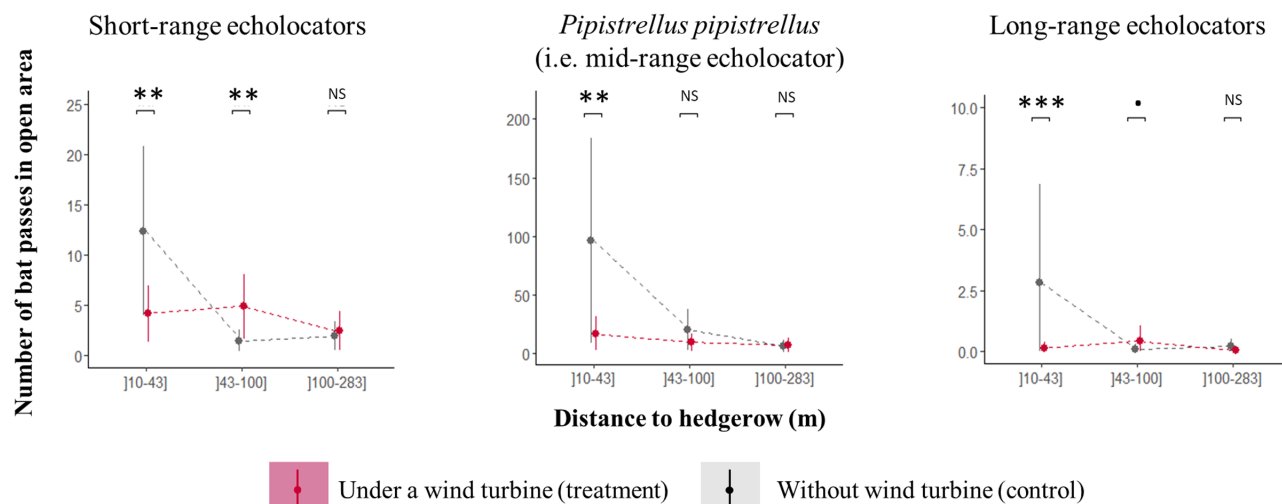 Short-range echolocators
Pipistrellus pipistrellus
(i.e. mid-range echolocator)
Long-range echolocators
Number of bat passes in open area
25
20
15
10
5
0
** ** NS
]10-43] ]43-100] ]100-283]
200
150
100
50
0
** NS NS
]10-43] ]43-100] ]100-283]
10.0
7.5
5.0
2.5
0.0
*** . NS
]10-43] ]43-100] ]100-283]
Distance to hedgerow (m)
Under a wind turbine (treatment)
Without wind turbine (control)